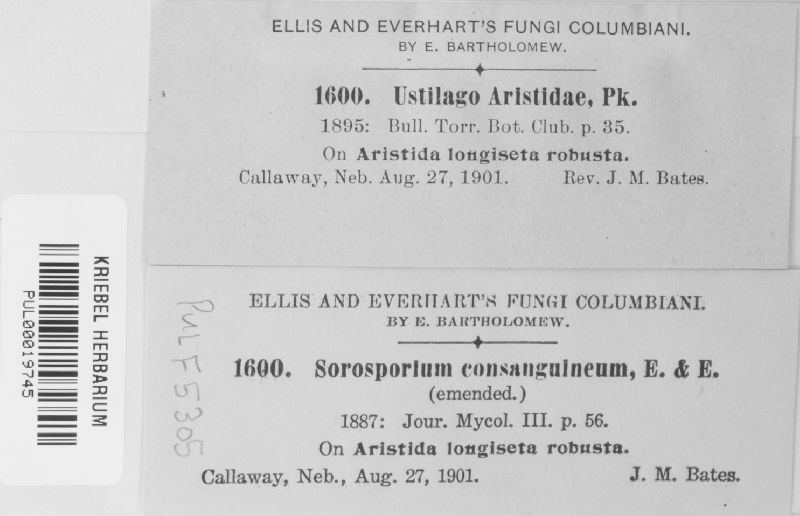 ELLIS AND EVERHART'S FUNGI COLUMBIANI.
BY E. BARTHOLOMEW.
1600. Ustilago Aristidae, Pk.
1895: Bull. Torr. Bot. Club. p. 35.
On Aristida longiseta robusta.
Callaway, Neb. Aug. 27, 1901. Rev. J. M. Bates.
KRIEBEL HERBARIUM
PUL00019745
PUL F5305
ELLIS AND EVERHART'S FUNGI COLUMBIANI.
BY E. BARTHOLOMEW.
1600. Sorosporium consanguineum, E. & E.
(emended.)
1887: Jour. Mycol. III. p. 56.
On Aristida longiseta robusta.
Callaway, Neb., Aug. 27, 1901. J. M. Bates.